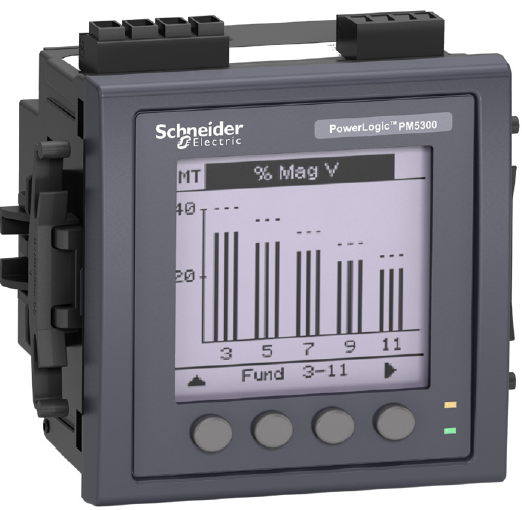 Schneider
Electric
PowerLogic™ PM5300
MT % Mag V
40
20
3 5 7 9 11
Fund 3-11